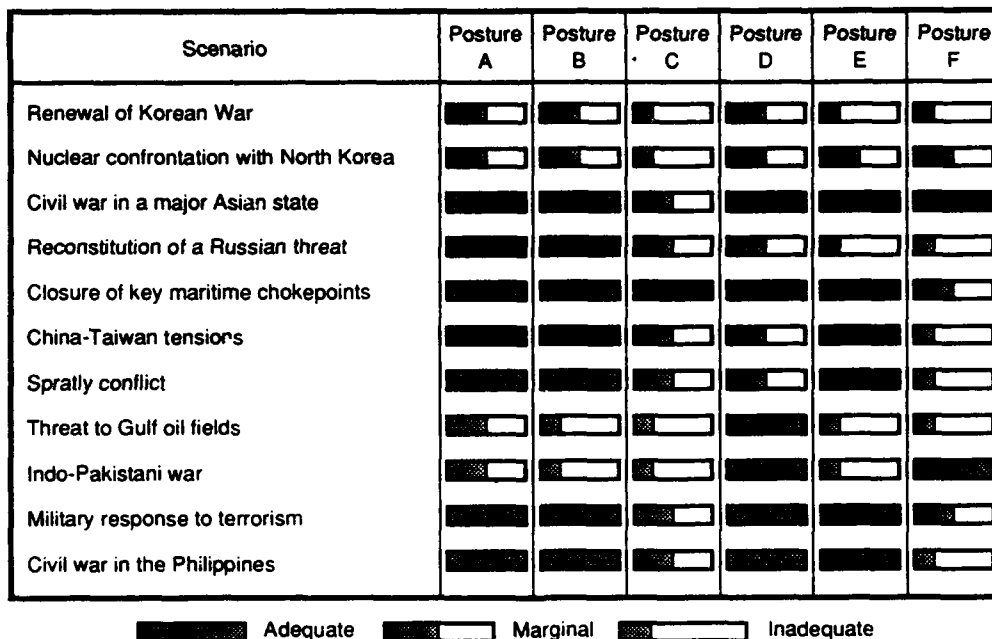 Scenario
Posture A
Posture B
Posture C
Posture D
Posture E
Posture F
Renewal of Korean War
Nuclear confrontation with North Korea
Civil war in a major Asian state
Reconstitution of a Russian threat
Closure of key maritime chokepoints
China-Taiwan tensions
Spratly conflict
Threat to Gulf oil fields
Indo-Pakistani war
Military response to terrorism
Civil war in the Philippines
Adequate Marginal Inadequate